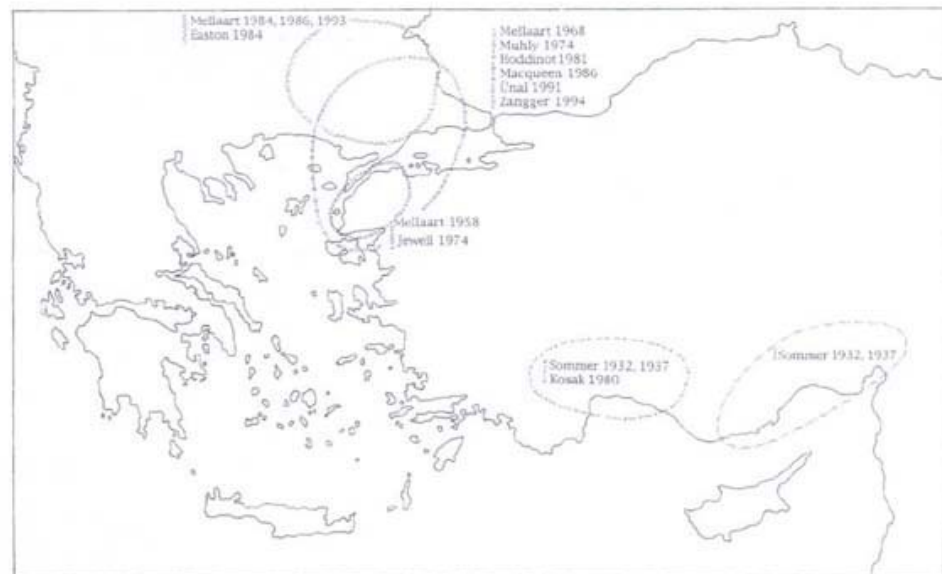 Mellaart 1984, 1986, 1993
Easton 1984
Mellaart 1968
Muhly 1974
Hoddinot 1981
Macqueen 1986
Ünal 1991
Zangger 1994
Mellaart 1958
Jewell 1974
Sommer 1932, 1937
Kosak 1980
Sommer 1932, 1937